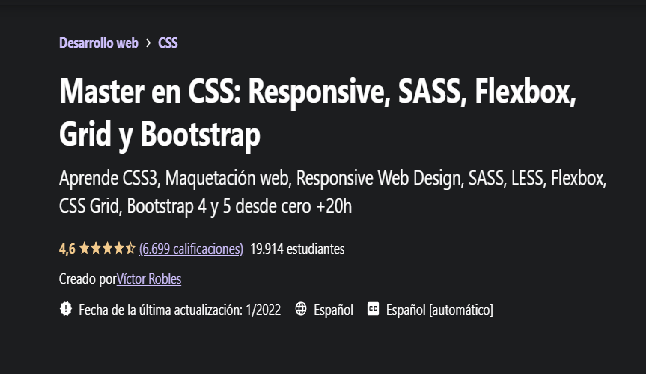 Desarrollo web > CSS
Master en CSS: Responsive, SASS, Flexbox,
Grid y Bootstrap
Aprende CSS3, Maquetación web, Responsive Web Design, SASS, LESS, Flexbox,
CSS Grid, Bootstrap 4 y 5 desde cero +20h
4,6 (6.699 calificaciones) 19.914 estudiantes
Creado porVíctor Robles
Fecha de la última actualización: 1/2022 Español Español [automático]